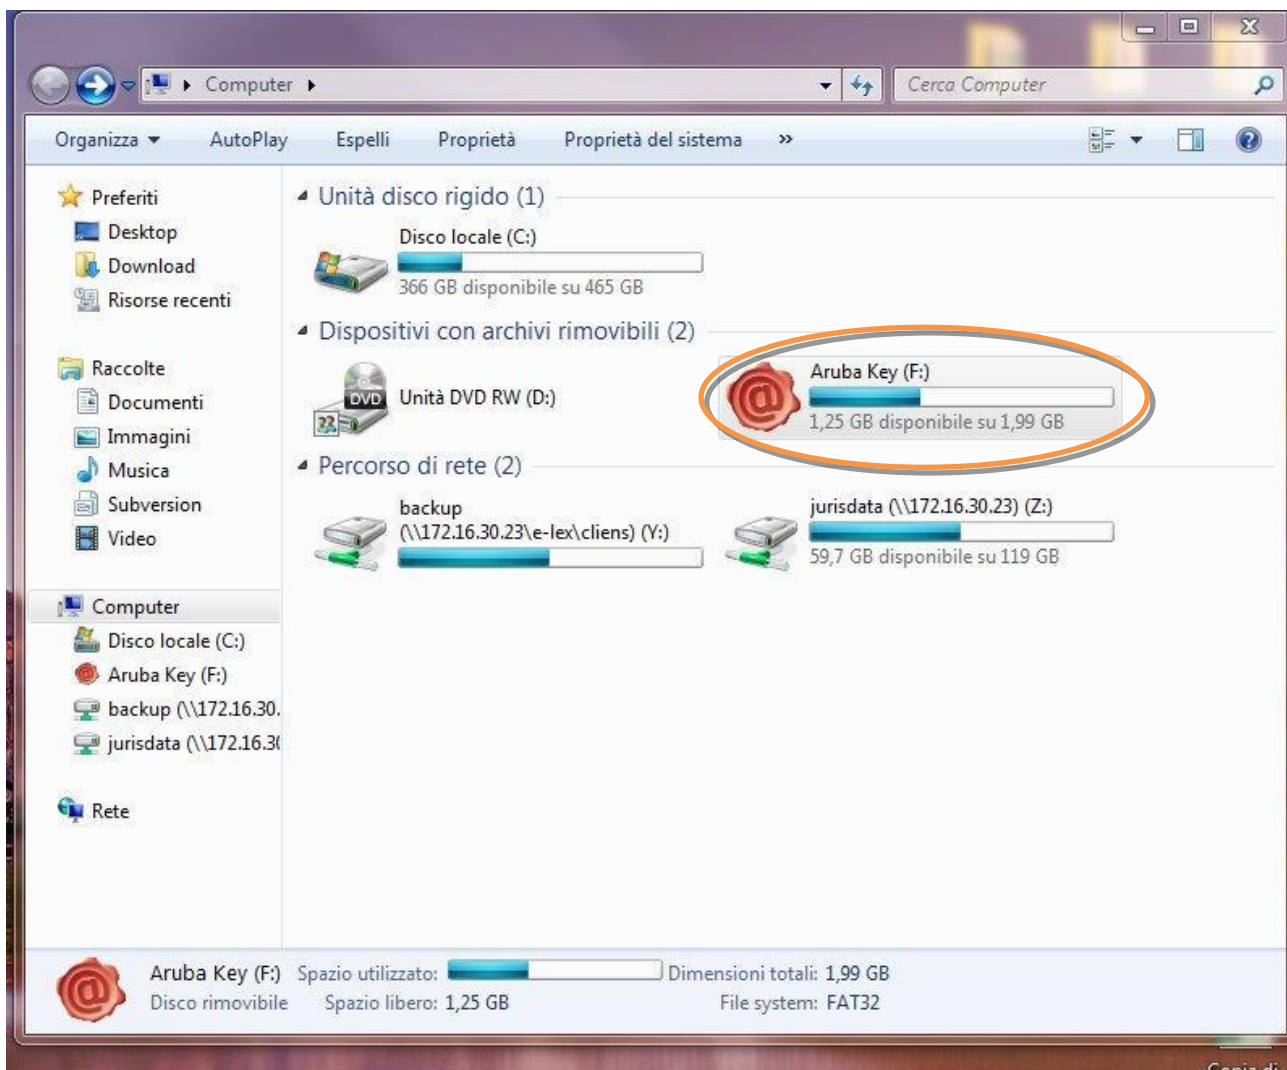 Computer
Cerca Computer
Organizza
AutoPlay
Espelli
Proprietà
Proprietà del sistema
»
Preferiti
Desktop
Download
Risorse recenti
Raccolte
Documenti
Immagini
Musica
Subversion
Video
Computer
Disco locale (C:)
Aruba Key (F:)
backup (\\172.16.30.
jurisdata (\\172.16.3
Rete
Unità disco rigido (1)
Disco locale (C:)
366 GB disponibile su 465 GB
Dispositivi con archivi rimovibili (2)
DVD
Unità DVD RW (D:)
Aruba Key (F:)
1,25 GB disponibile su 1,99 GB
Percorso di rete (2)
backup
(\\172.16.30.23\e-lex\cliens) (Y:)
jurisdata (\\172.16.30.23) (Z:)
59,7 GB disponibile su 119 GB
Aruba Key (F:) Spazio utilizzato: Dimensioni totali: 1,99 GB
Disco rimovibile Spazio libero: 1,25 GB File system: FAT32